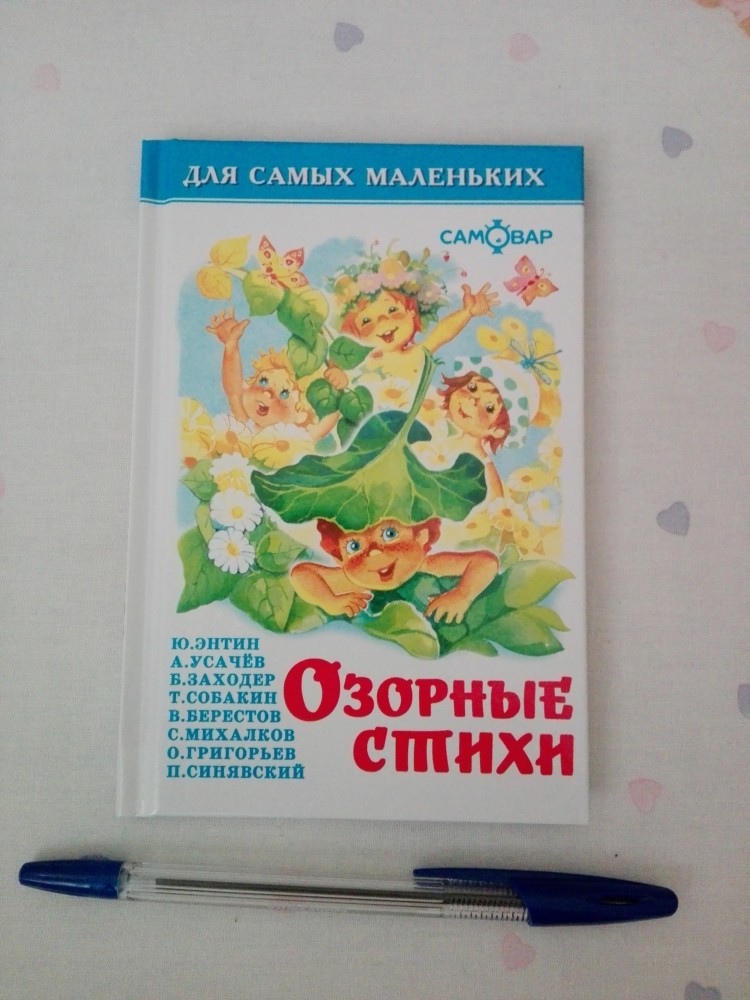 ДЛЯ САМЫХ МАЛЕНЬКИХ
САМОВАР
Ю.ЭНТИН
А.УСАЧЁВ
Б.ЗАХОДЕР
Т.СОБАКИН
В.БЕРЕСТОВ
С.МИХАЛКОВ
О.ГРИГОРЬЕВ
П.СИНЯВСКИЙ
ОЗОРНЫЕ
СТИХИ